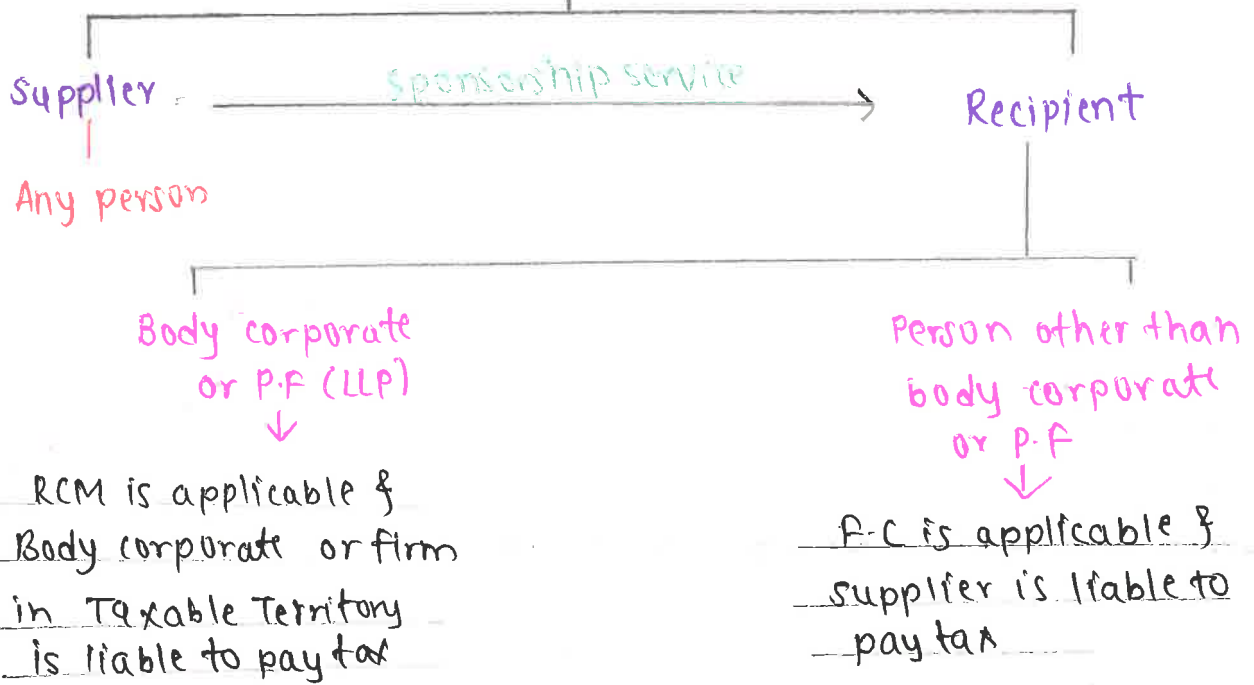 Supplier
Sponsorship service
Recipient
Any person
Body corporate
or P.F (LLP)
RCM is applicable &
Body corporate or firm
in Taxable Territory
is liable to pay tax
Person other than
body corporate
or P.F
F.C is applicable &
supplier is liable to
pay tax